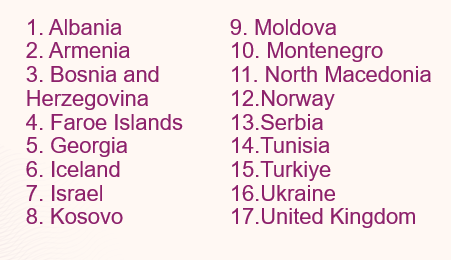 1. Albania
2. Armenia
3. Bosnia and
Herzegovina
4. Faroe Islands
5. Georgia
6. Iceland
7. Israel
8. Kosovo
9. Moldova
10. Montenegro
11. North Macedonia
12.Norway
13.Serbia
14.Tunisia
15.Turkiye
16.Ukraine
17.United Kingdom